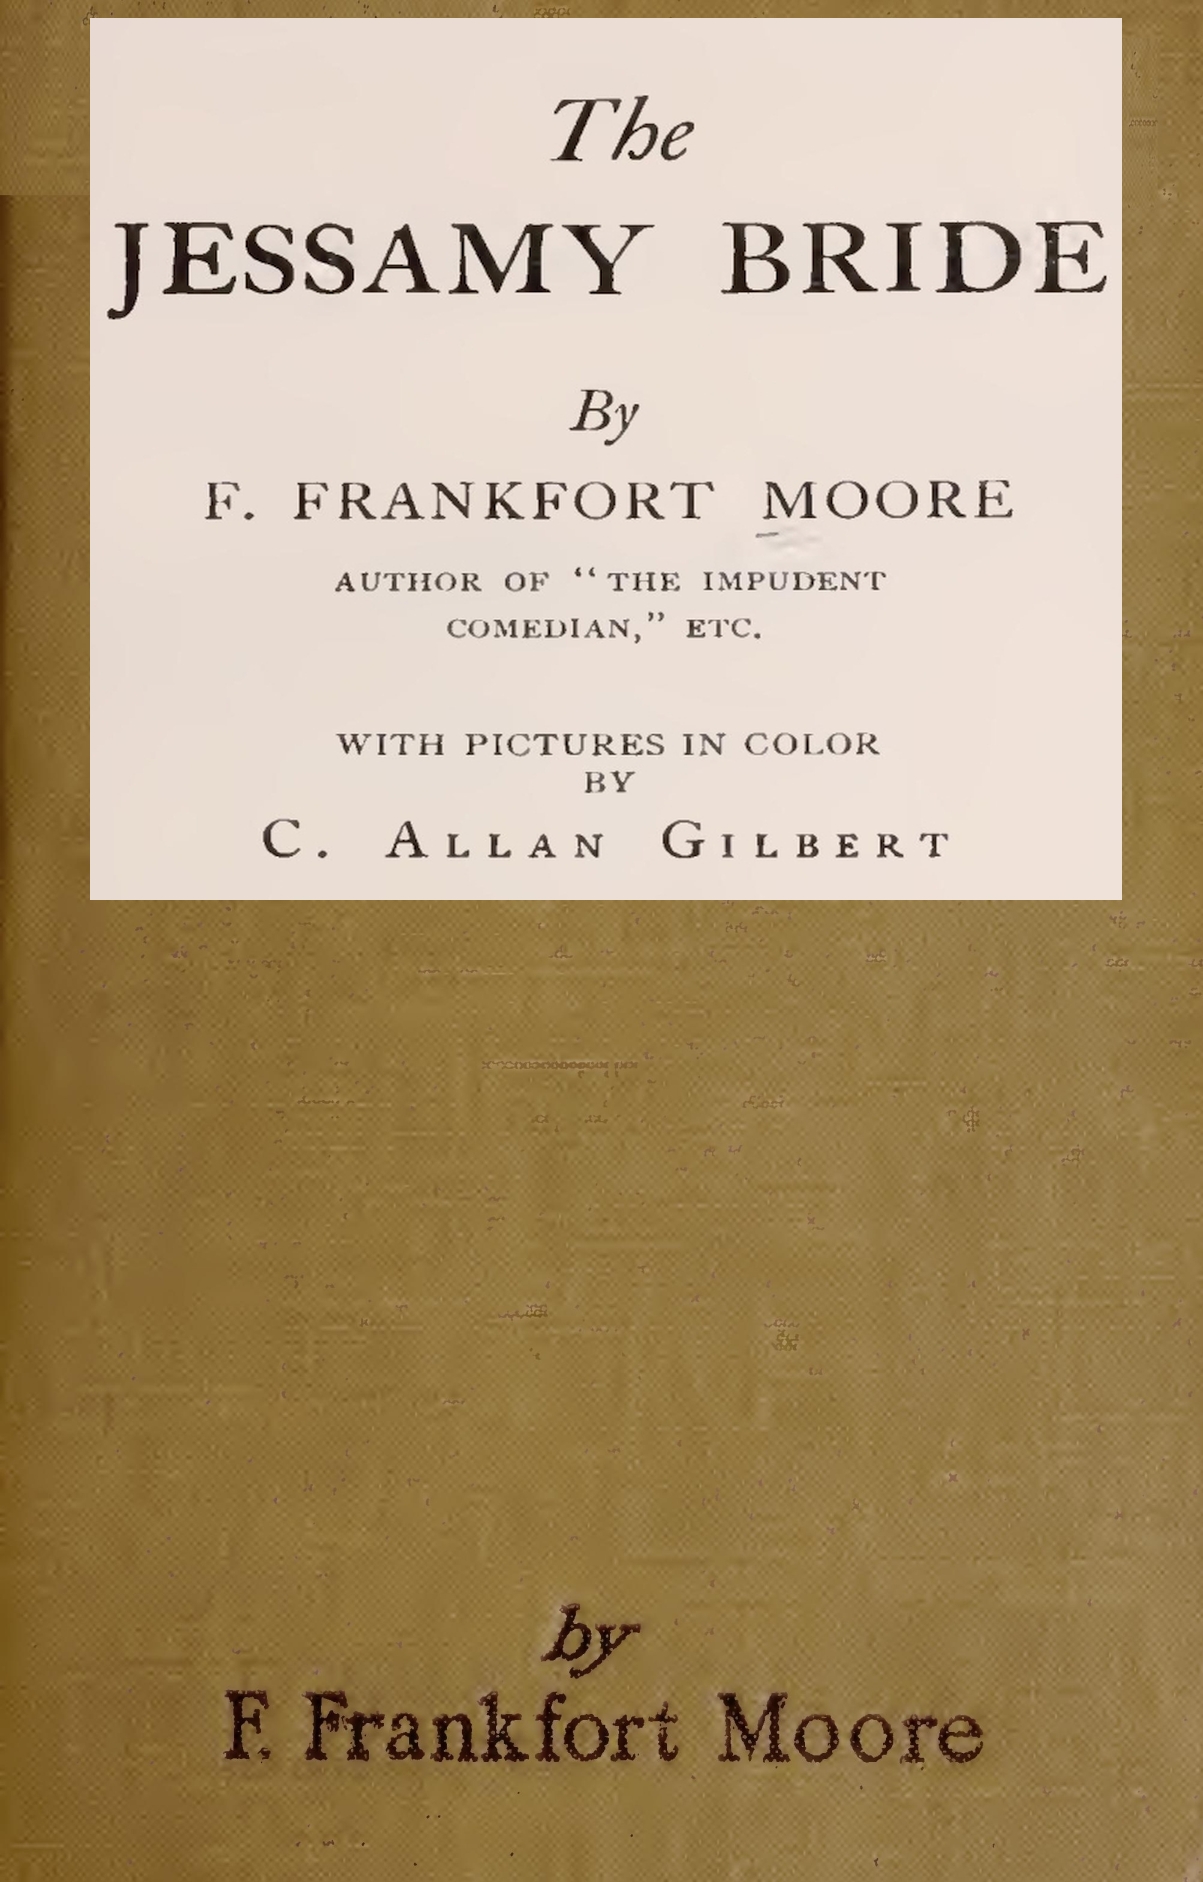 The
JESSAMY BRIDE
By
F. FRANKFORT MOORE
AUTHOR OF “THE IMPUDENT
COMEDIAN,” ETC.
WITH PICTURES IN COLOR
BY
C. ALLAN GILBERT
by
F. Frankfort Moore